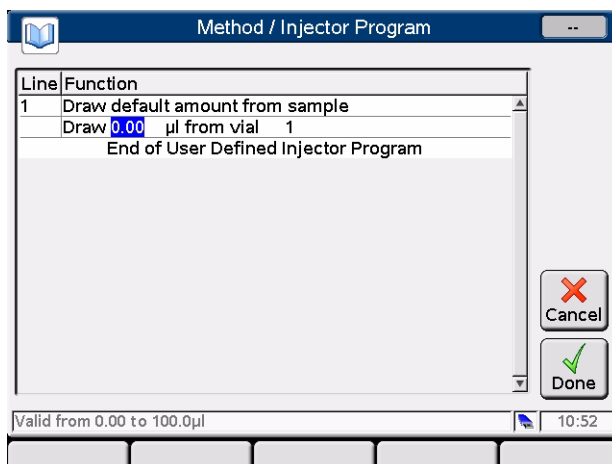 Method / Injector Program
--
Line Function
1 Draw default amount from sample
Draw 0.00 µl from vial 1
End of User Defined Injector Program
Cancel
Done
Valid from 0.00 to 100.0µl
10:52